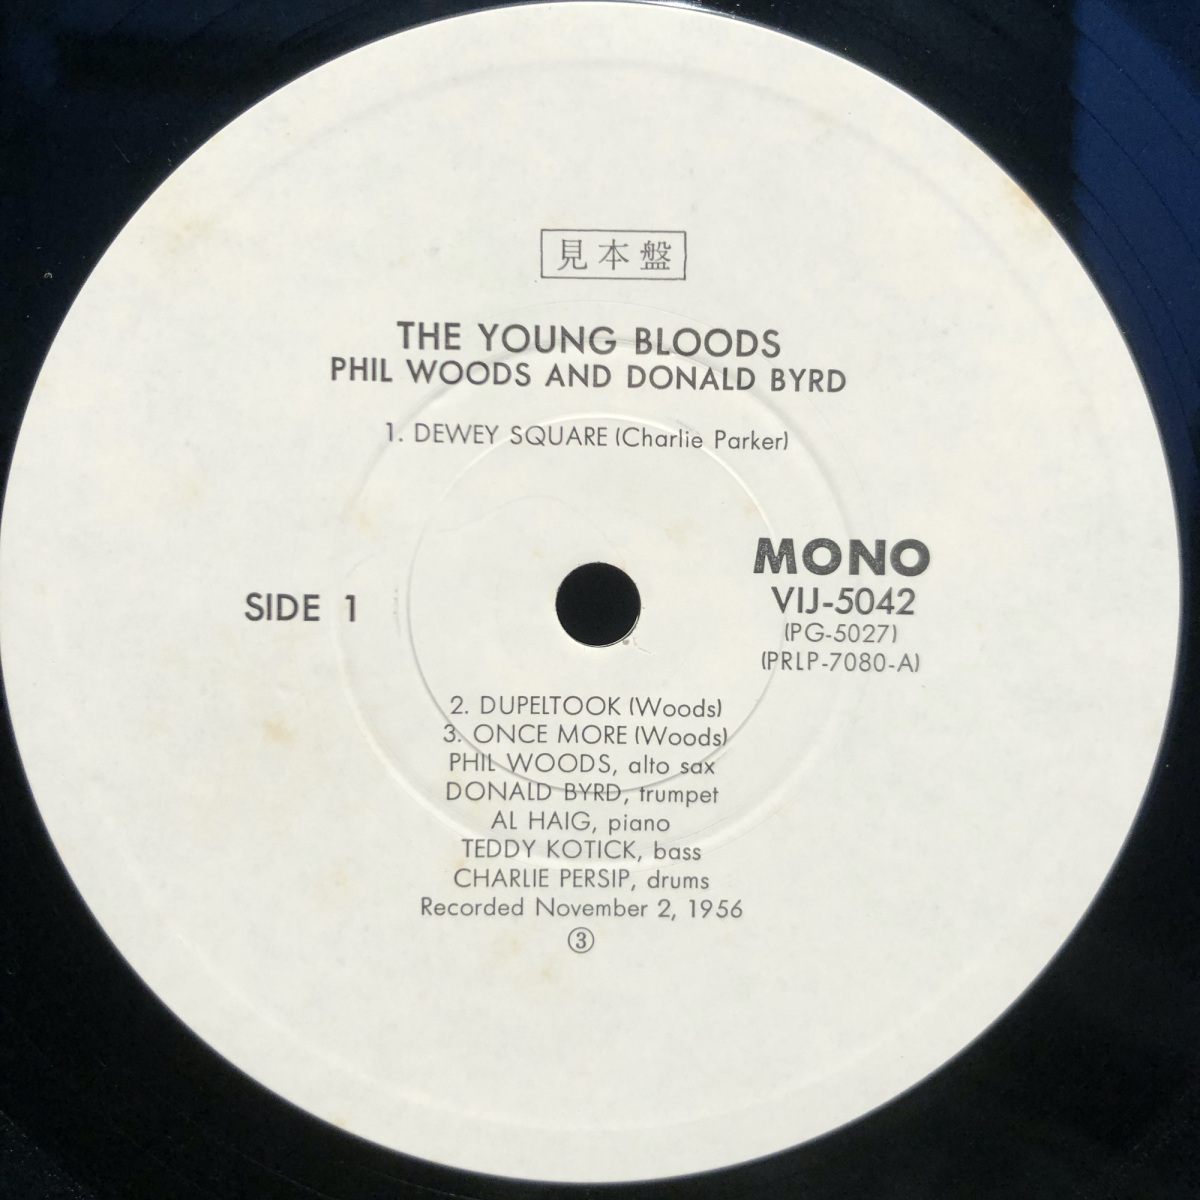 見本盤
THE YOUNG BLOODS
PHIL WOODS AND DONALD BYRD
1. DEWEY SQUARE (Charlie Parker)
MONO
VIJ-5042
(PG-5027)
(PRLP-7080-A)
SIDE 1
2. DUPELTOOK (Woods)
3. ONCE MORE (Woods)
PHIL WOODS, alto sax
DONALD BYRD, trumpet
AL HAIG, piano
TEDDY KOTICK, bass
CHARLIE PERSIP, drums
Recorded November 2, 1956
③